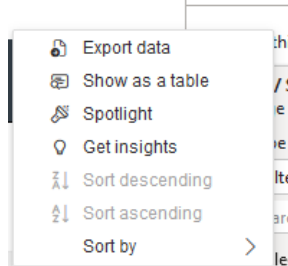 Export data
Show as a table
Spotlight
Get insights
Sort descending
Sort ascending
Sort by